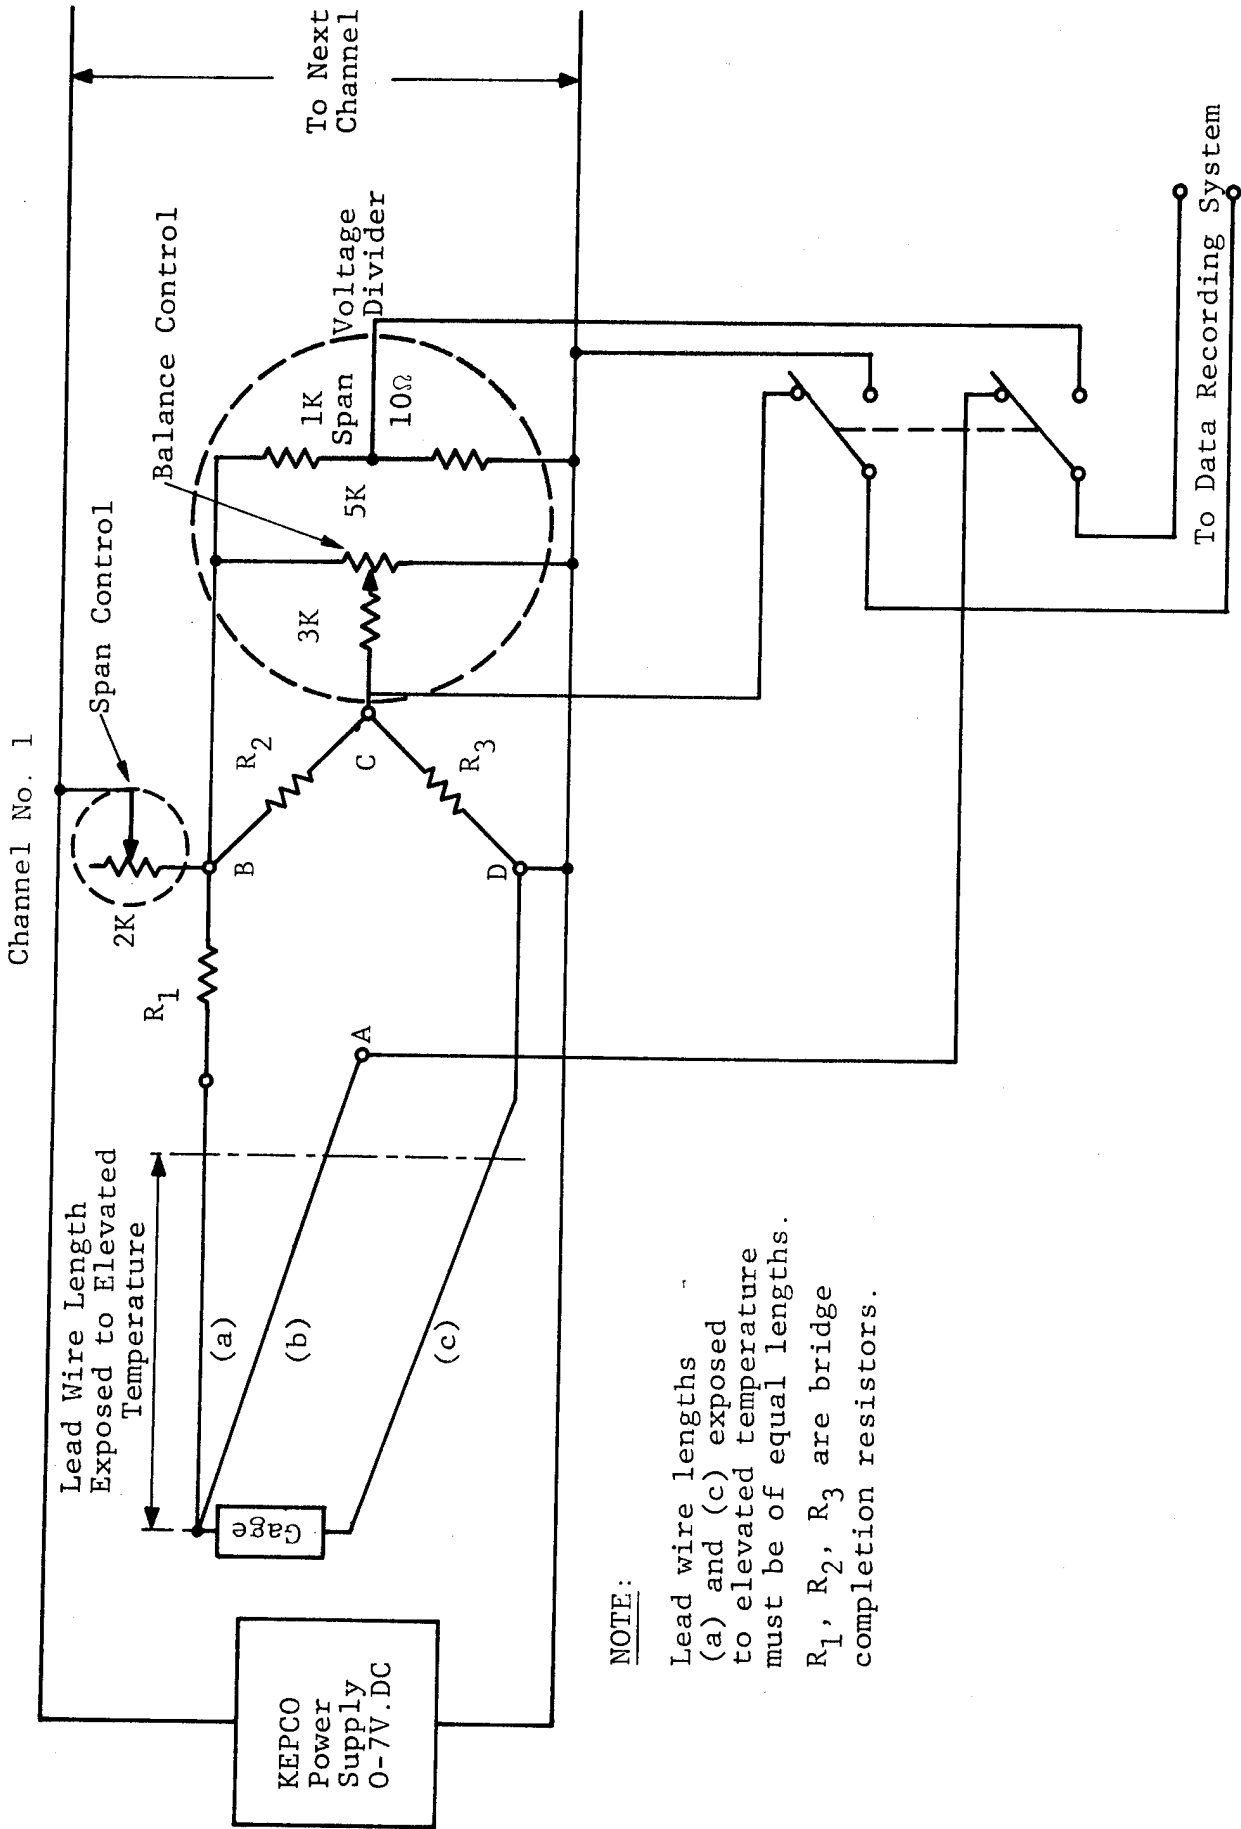 Channel No. 1
Span Control
2K
Balance Control
To Next
Channel
Voltage
Divider
1K
Span
10Ω
5K
3K
R2
C
R3
B
D
R1
A
Lead Wire Length
Exposed to Elevated
Temperature
(a)
(b)
(c)
Gage
KEPCO
Power
Supply
0-7V.DC
To Data Recording System
NOTE:
Lead wire lengths
(a) and (c) exposed
to elevated temperature
must be of equal lengths.
R1, R2, R3 are bridge
completion resistors.